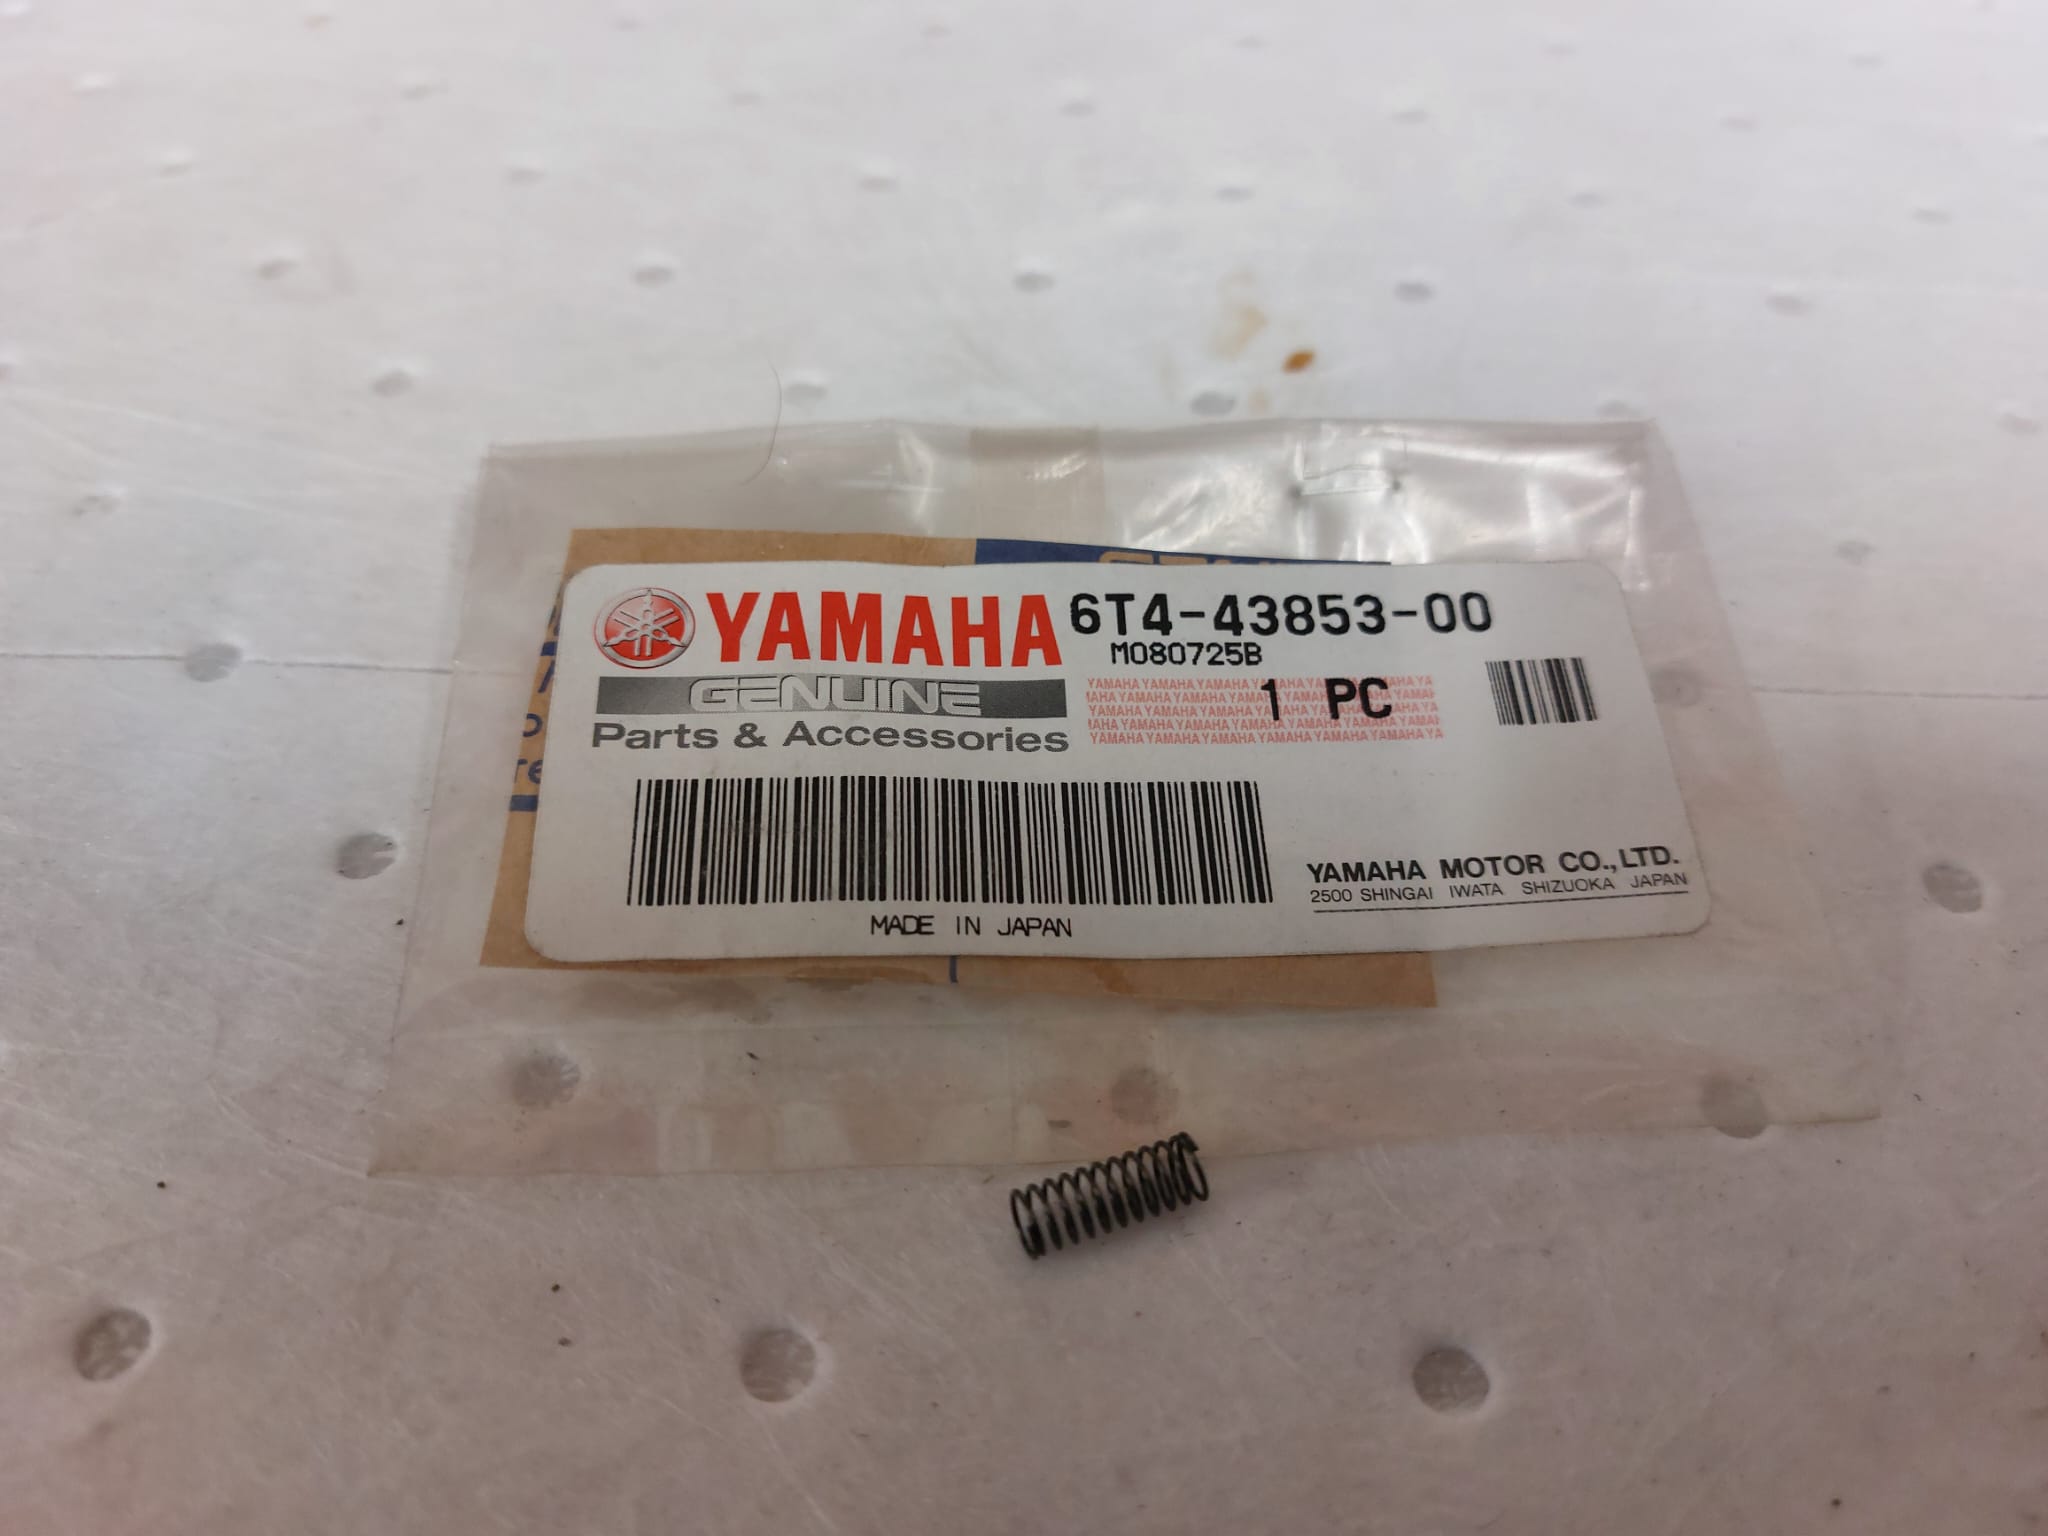 YAMAHA 6T4-43853-00
M080725B
GENUINE
1 PC
Parts & Accessories
YAMAHA MOTOR CO.,LTD.
2500 SHINGAI IWATA SHIZUOKA JAPAN
MADE IN JAPAN